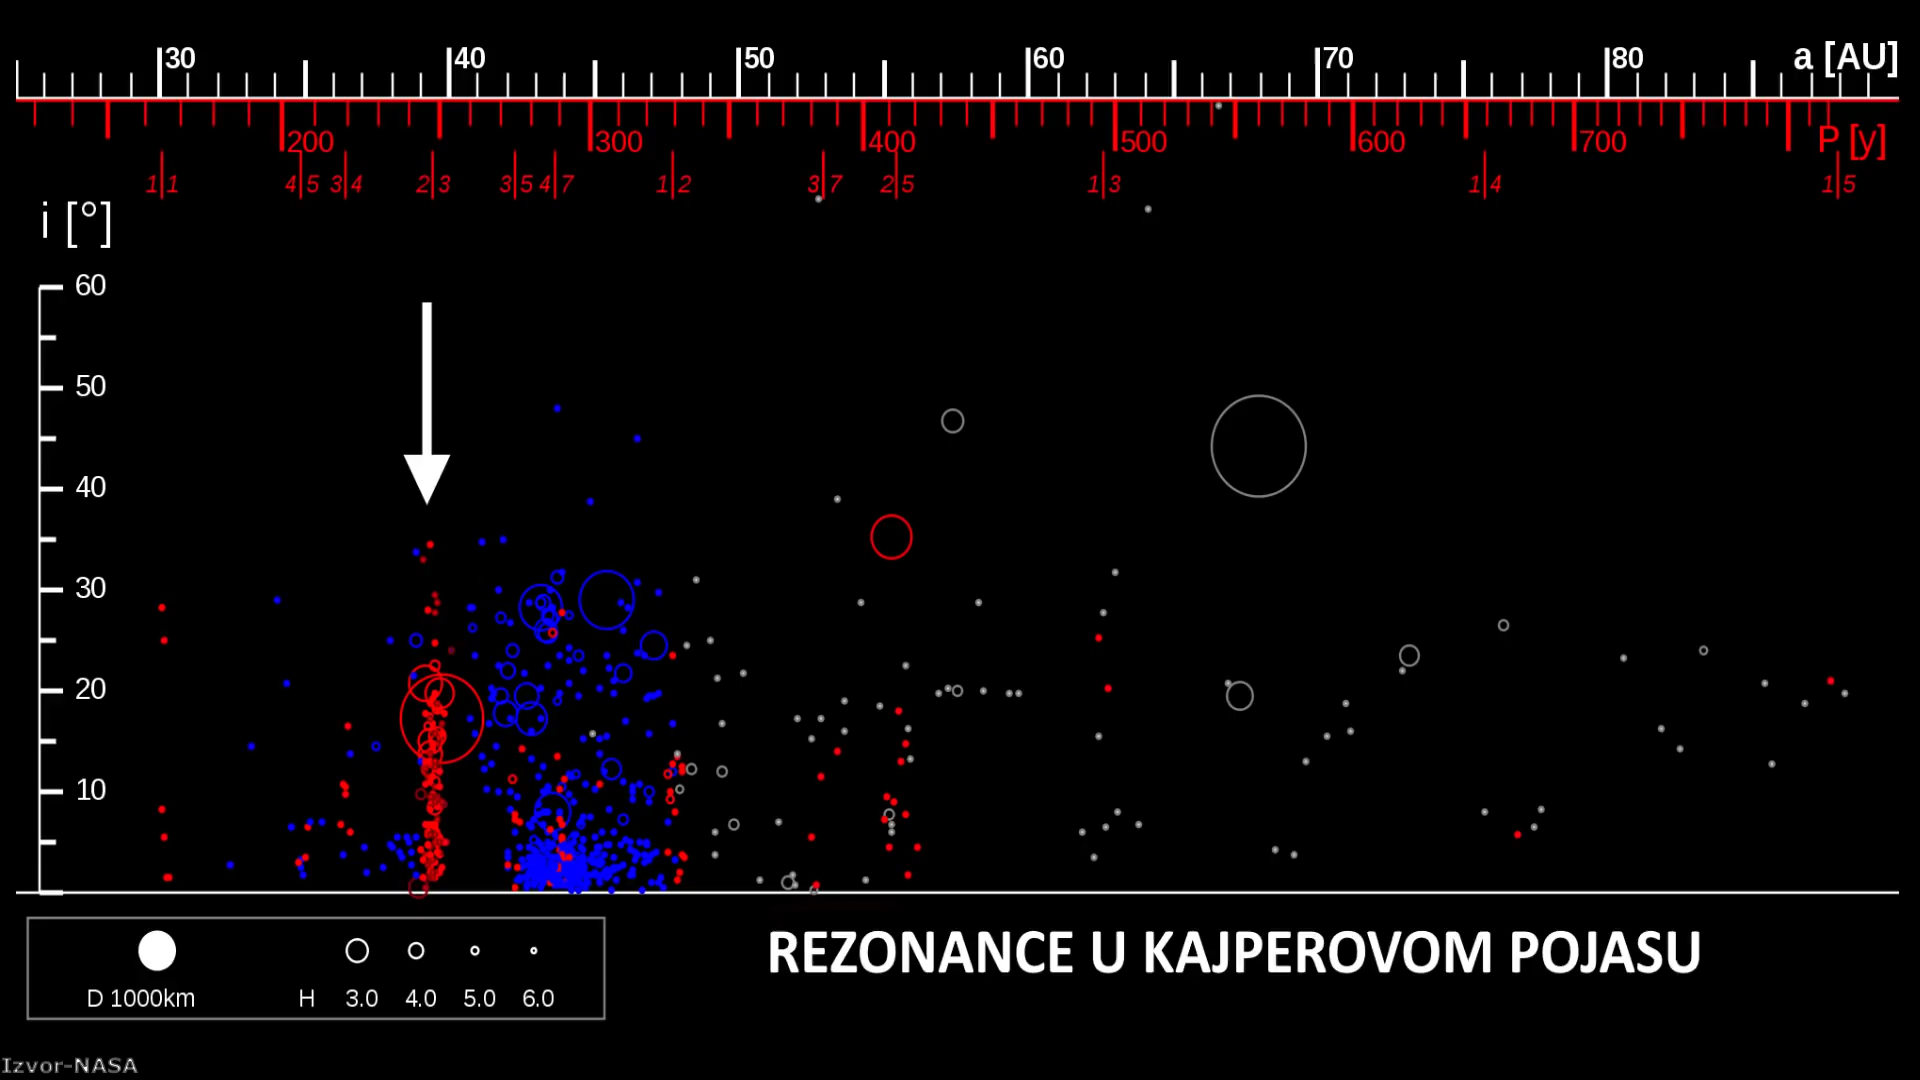 30 40 50 60 70 80 a [AU]
200 300 400 500 600 700 P [y]
1|1 4|5 3|4 2|3 3|5 4|7 1|2 3|7 2|5 1|3 1|4 1|5
i [°]
60
50
40
30
20
10
D 1000km H 3.0 4.0 5.0 6.0
REZONANCE U KAJPEROVOM POJASU
Izvor-NASA